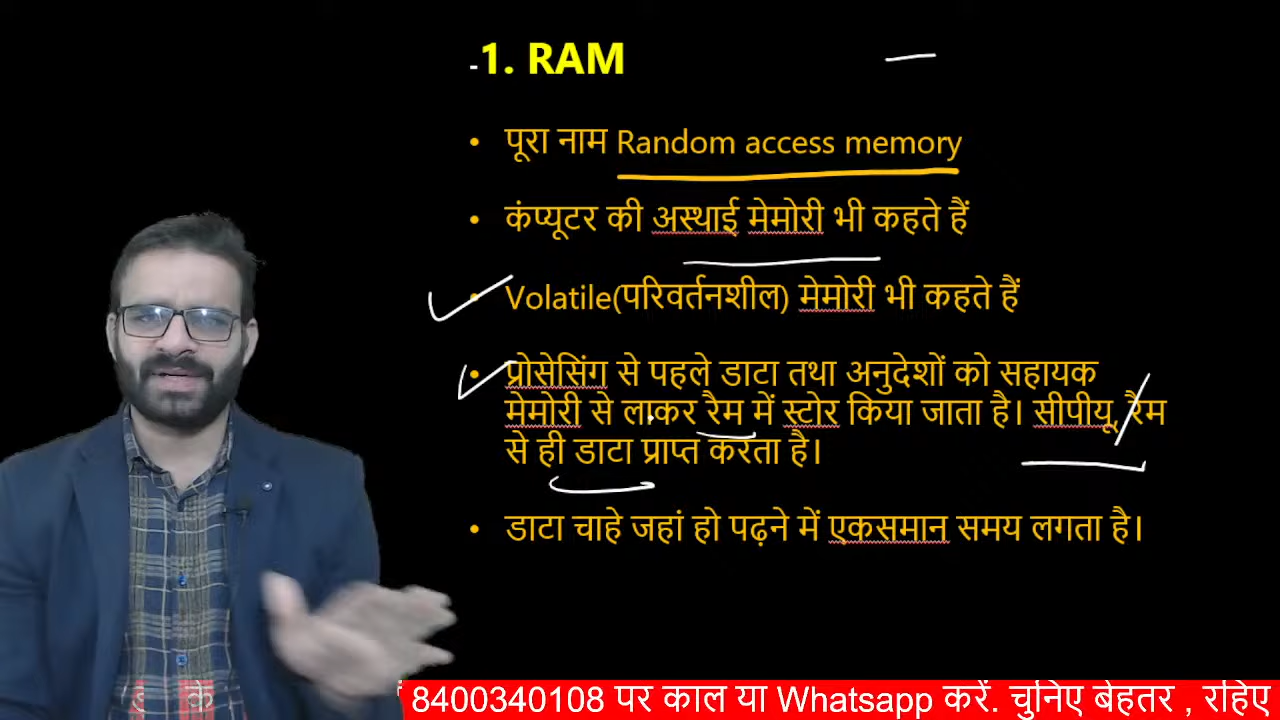 -1. RAM
• पूरा नाम Random access memory
• कंप्यूटर की अस्थाई मेमोरी भी कहते हैं
• Volatile(परिवर्तनशील) मेमोरी भी कहते हैं
• प्रोसेसिंग से पहले डाटा तथा अनुदेशों को सहायक
मेमोरी से लाकर रैम में स्टोर किया जाता है। सीपीयू, रैम
से ही डाटा प्राप्त करता है।
• डाटा चाहे जहां हो पढ़ने में एकसमान समय लगता है।
के 8400340108 पर काल या Whatsapp करें. चुनिए बेहतर , रहिए